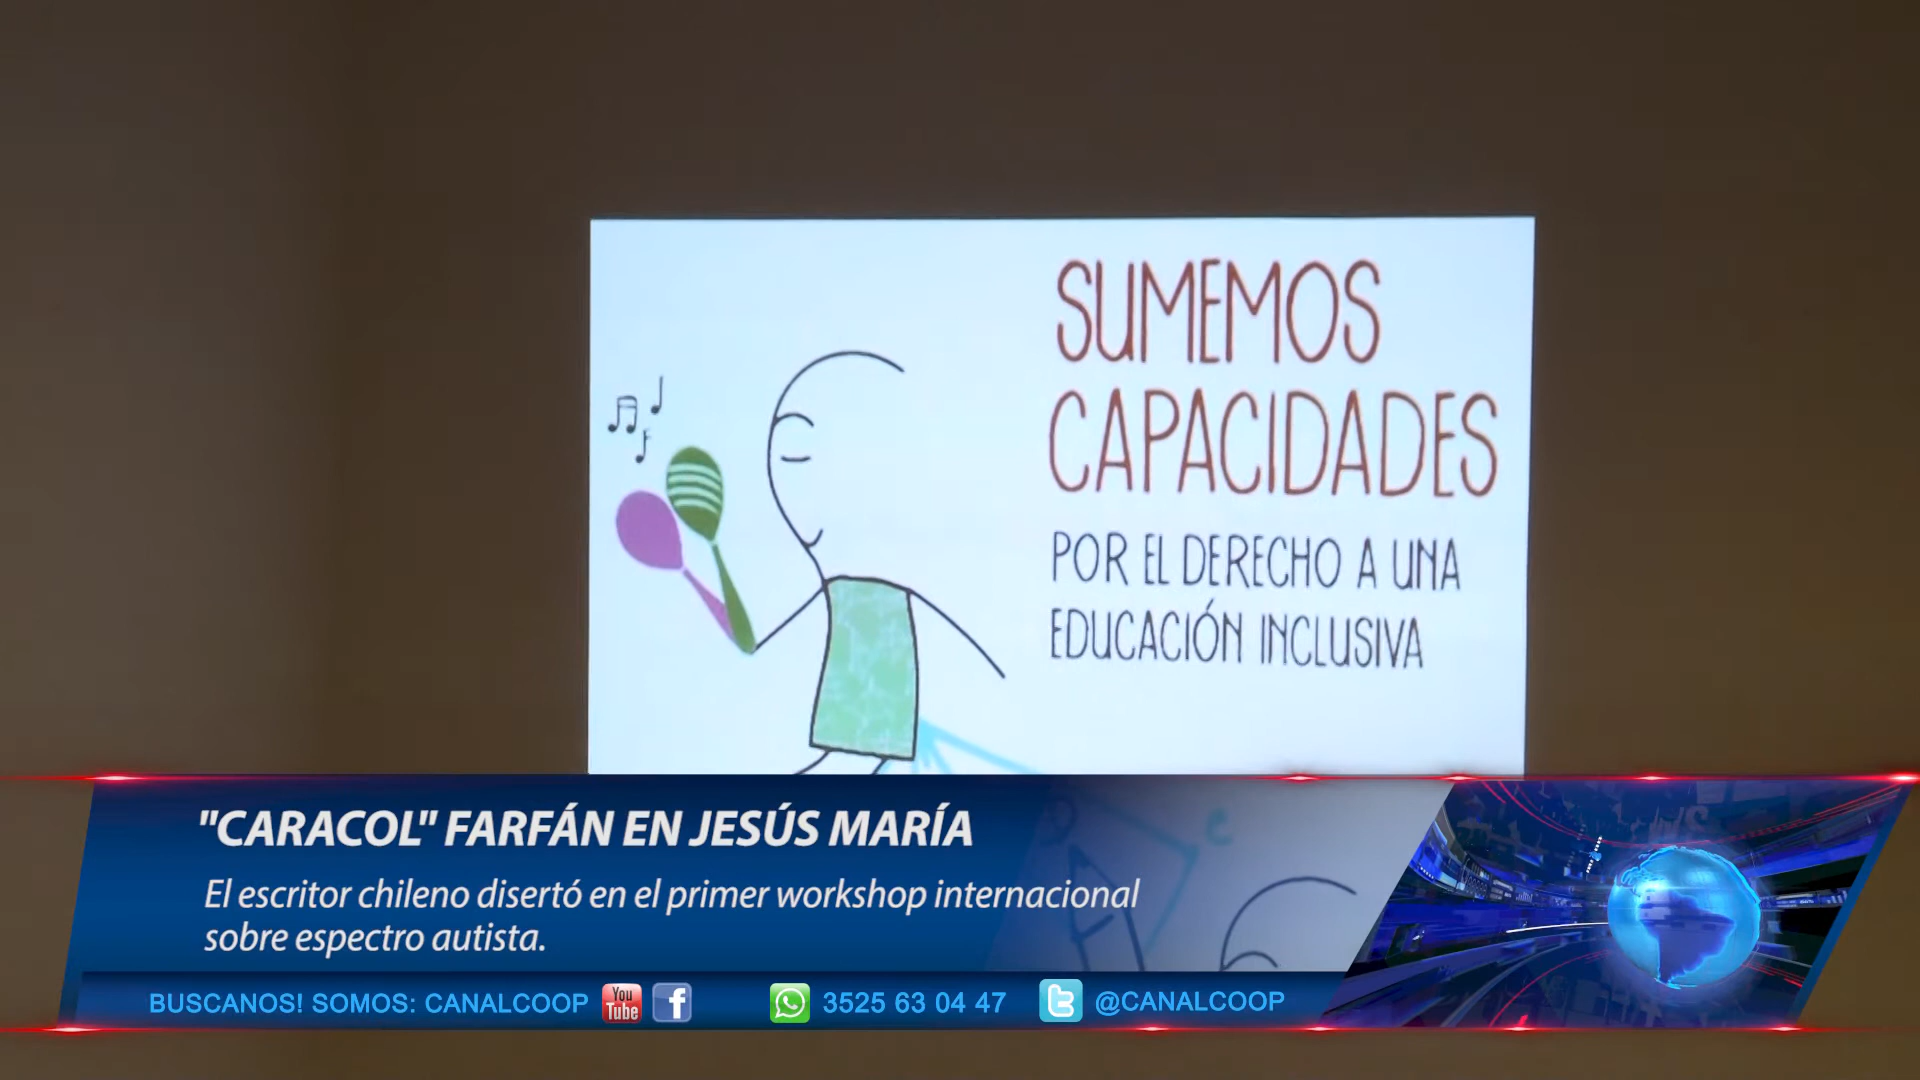 SUMEMOS
CAPACIDADES
POR EL DERECHO A UNA
EDUCACIÓN INCLUSIVA
"CARACOL" FARFÁN EN JESÚS MARÍA
El escritor chileno disertó en el primer workshop internacional
sobre espectro autista.
BUSCANOS! SOMOS: CANALCOOP You Tube f 3525 63 04 47 @CANALCOOP